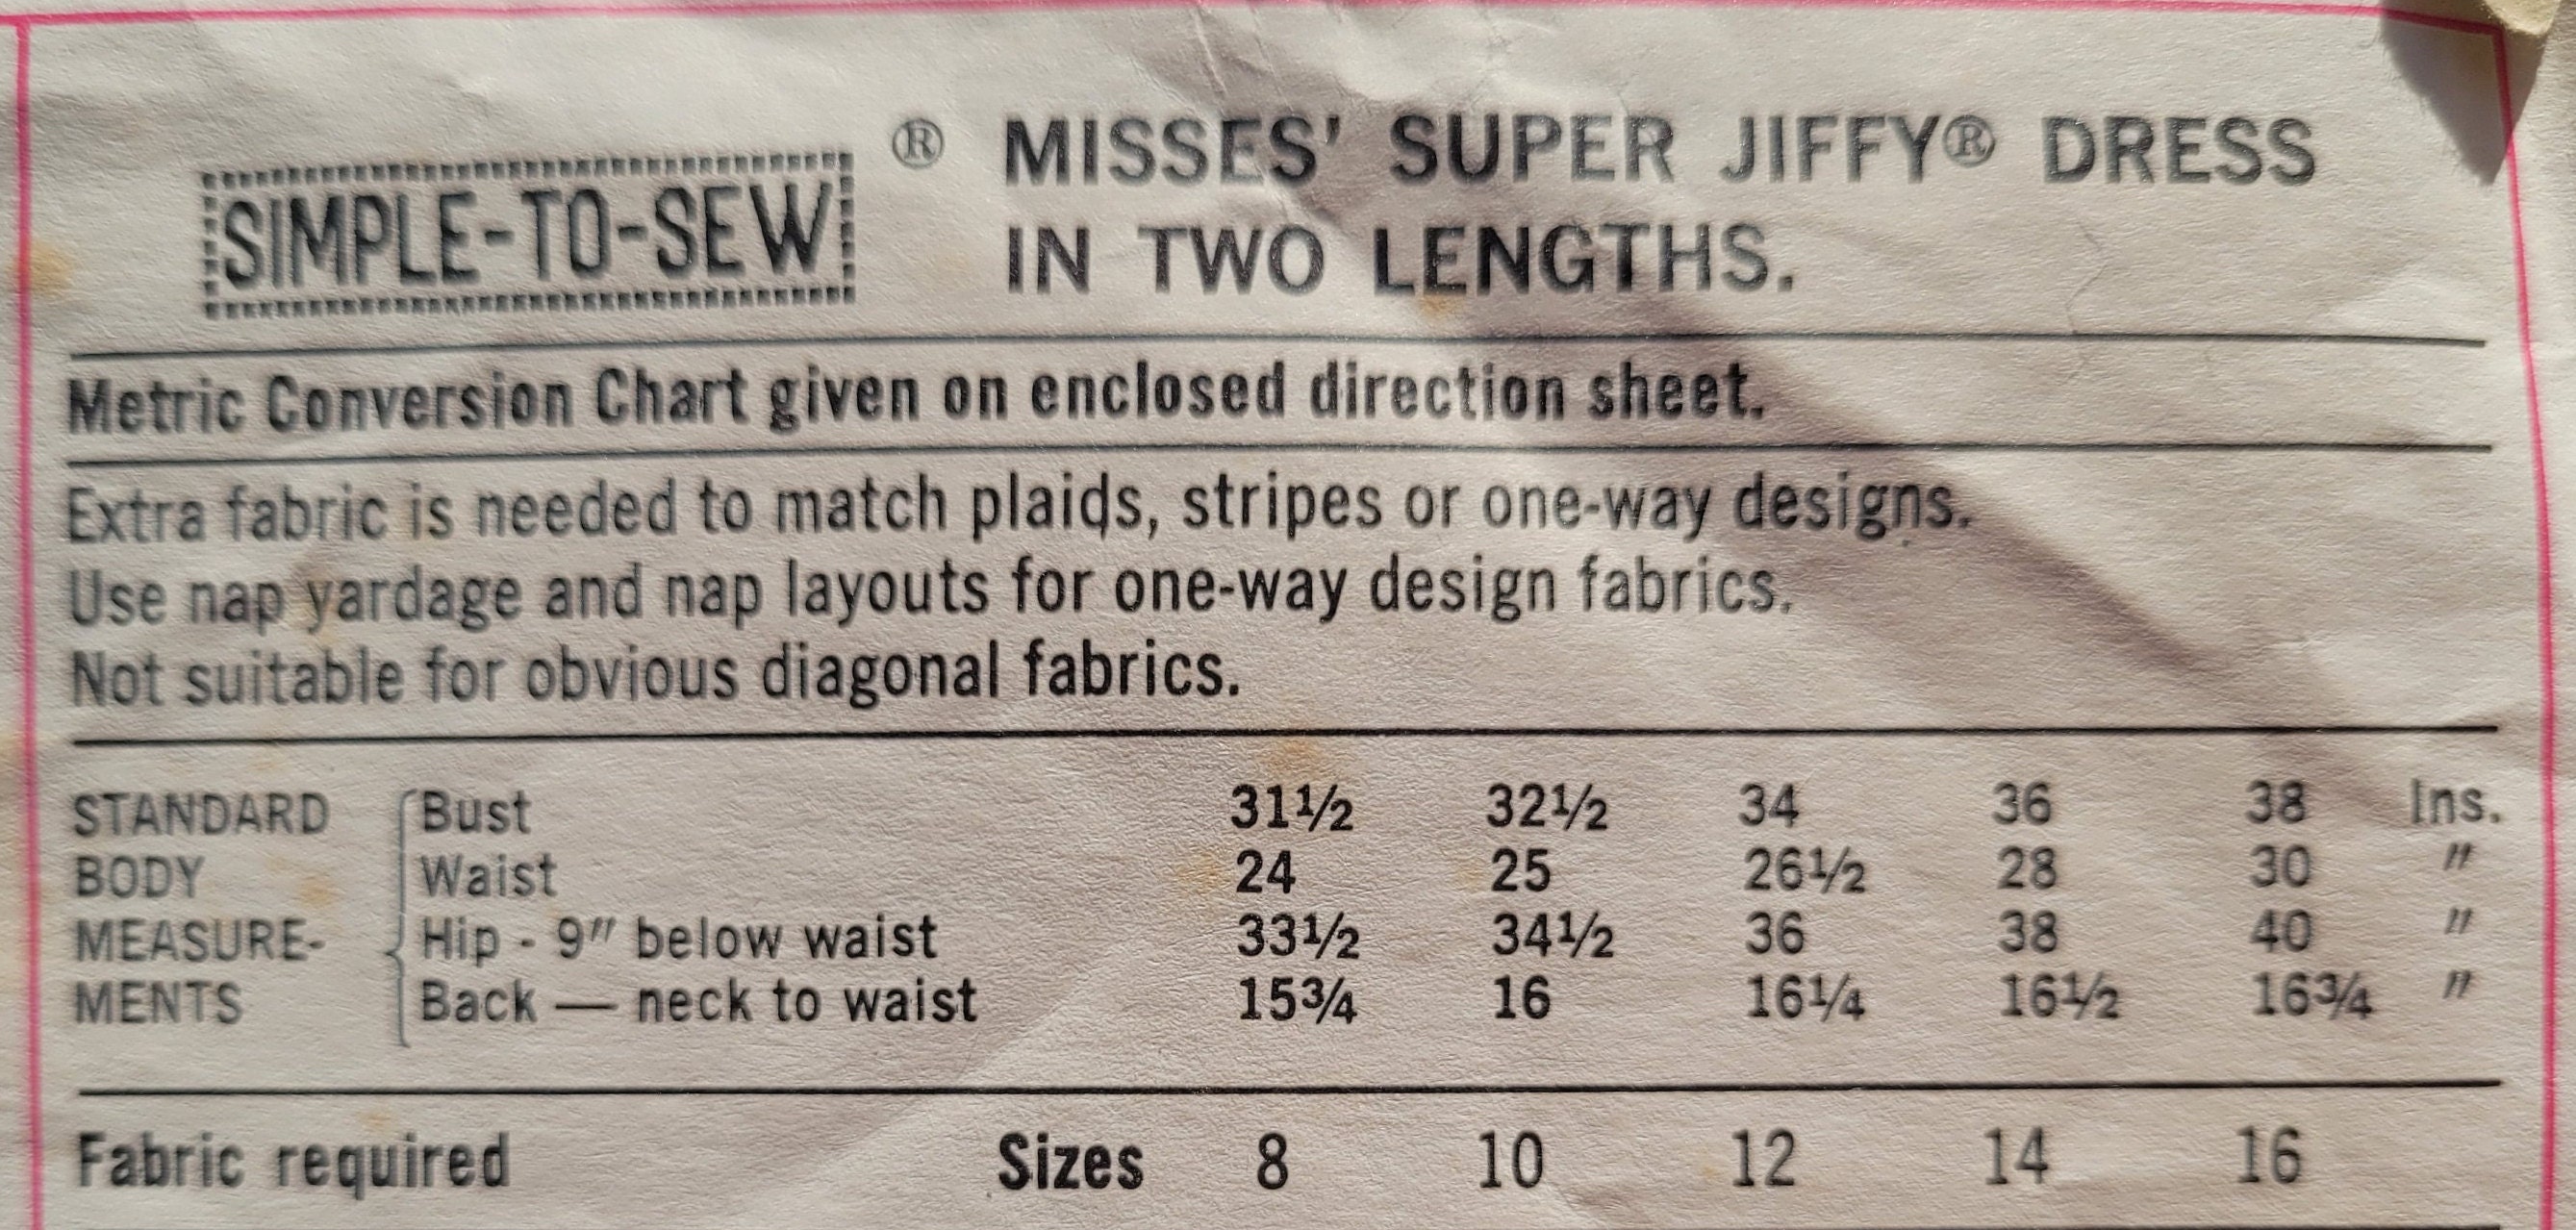 SIMPLE-TO-SEW ® MISSES' SUPER JIFFY® DRESS
IN TWO LENGTHS.
Metric Conversion Chart given on enclosed direction sheet.
Extra fabric is needed to match plaids, stripes or one-way designs.
Use nap yardage and nap layouts for one-way design fabrics.
Not suitable for obvious diagonal fabrics.
STANDARD Bust 31½ 32½ 34 36 38 Ins.
BODY Waist 24 25 26½ 28 30 "
MEASURE- Hip - 9" below waist 33½ 34½ 36 38 40 "
MENTS Back — neck to waist 15¾ 16 16¼ 16½ 16¾ "
Fabric required Sizes 8 10 12 14 16